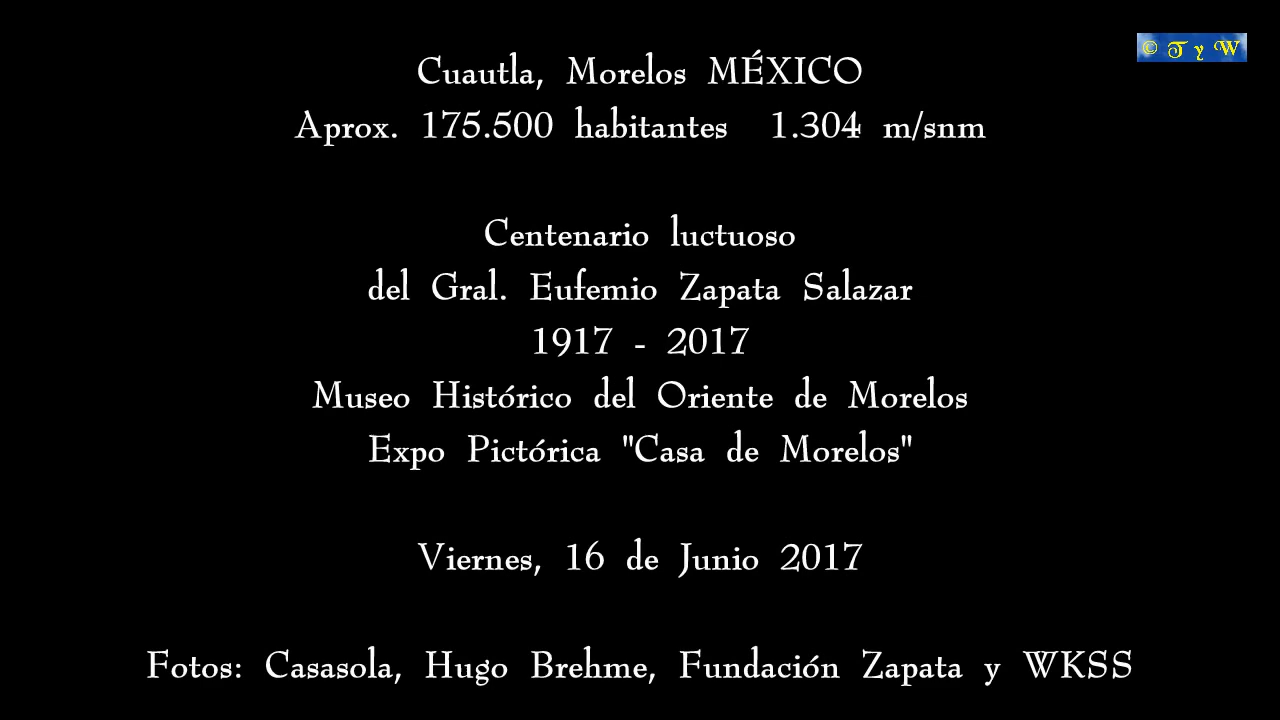 © T y W
Cuautla, Morelos MÉXICO
Aprox. 175.500 habitantes 1.304 m/snm
Centenario luctuoso
del Gral. Eufemio Zapata Salazar
1917 - 2017
Museo Histórico del Oriente de Morelos
Expo Pictórica "Casa de Morelos"
Viernes, 16 de Junio 2017
Fotos: Casasola, Hugo Brehme, Fundación Zapata y WKSS